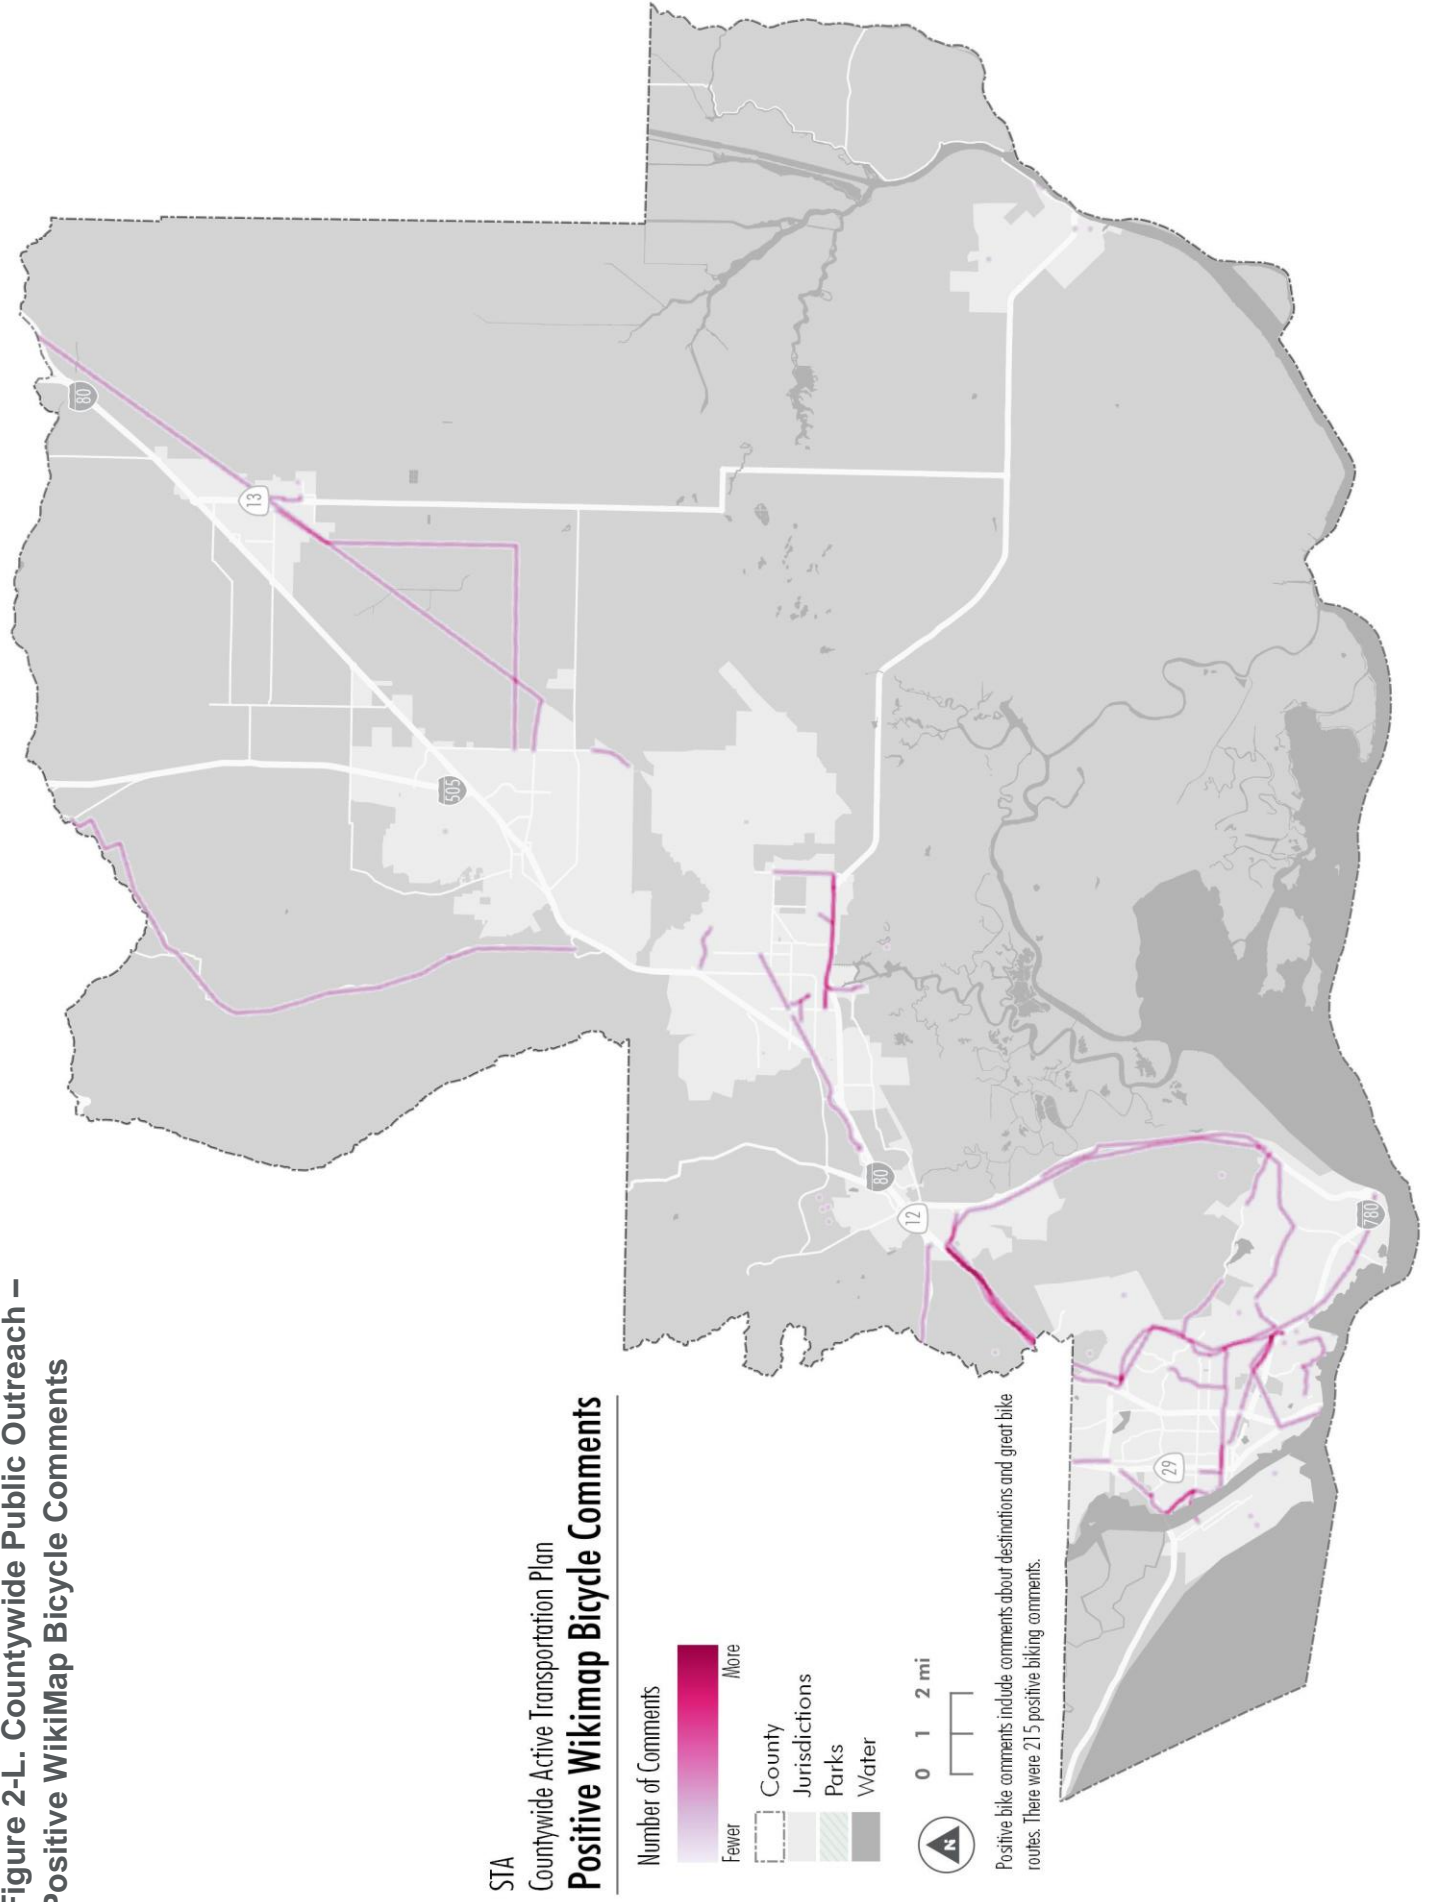 Figure 2-L. Countywide Public Outreach –
Positive WikiMap Bicycle Comments
STA
Countywide Active Transportation Plan
Positive Wikimap Bicycle Comments
Number of Comments
Fewer
More
County
Jurisdictions
Parks
Water
N
0 1 2 mi
Positive bike comments include comments about destinations and great bike
routes. There were 215 positive biking comments.
80
13
505
80
12
780
29